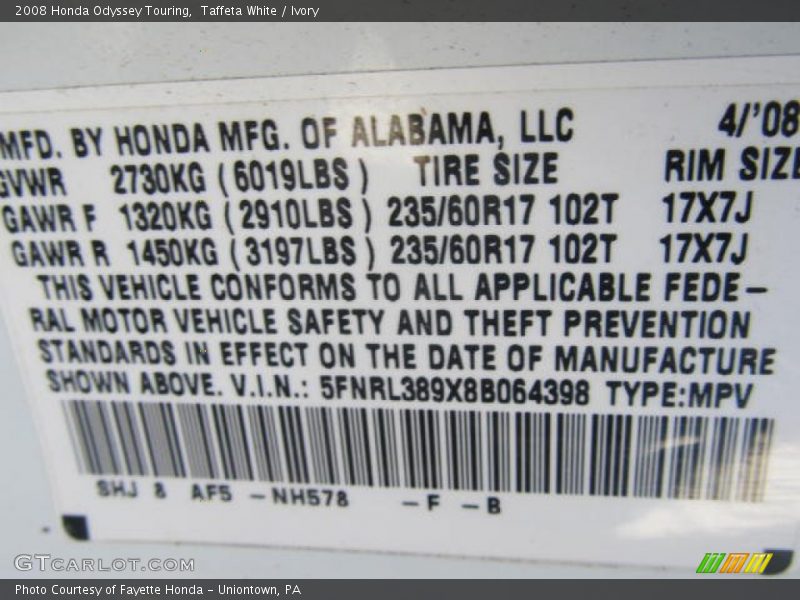 2008 Honda Odyssey Touring,  Taffeta White / Ivory
MFD. BY HONDA MFG. OF ALABAMA, LLC 4/'08
GVWR 2730KG (6019LBS) TIRE SIZE RIM SIZE
GAWR F 1320KG (2910LBS) 235/60R17 102T 17X7J
GAWR R 1450KG (3197LBS) 235/60R17 102T 17X7J
THIS VEHICLE CONFORMS TO ALL APPLICABLE FEDE-
RAL MOTOR VEHICLE SAFETY AND THEFT PREVENTION
STANDARDS IN EFFECT ON THE DATE OF MANUFACTURE
SHOWN ABOVE. V.I.N.: 5FNRL389X8B064398 TYPE:MPV
SHJ 8 AF5 -NH578 -F -B
GTCARLOT.COM
Photo Courtesy of Fayette Honda - Uniontown, PA